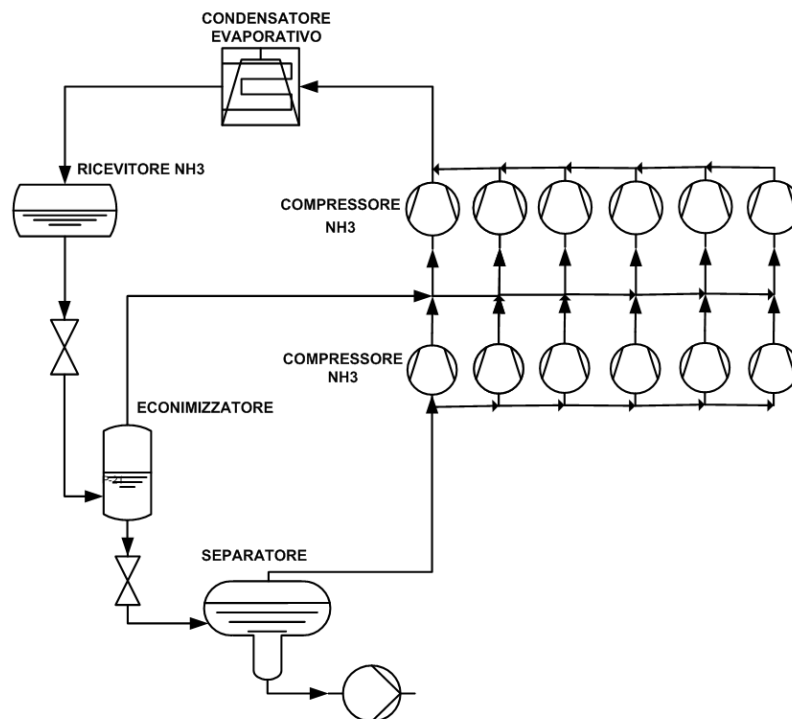 CONDENSATORE
EVAPORATIVO
RICEVITORE NH3
COMPRESSORE
NH3
COMPRESSORE
NH3
ECONIMIZZATORE
SEPARATORE